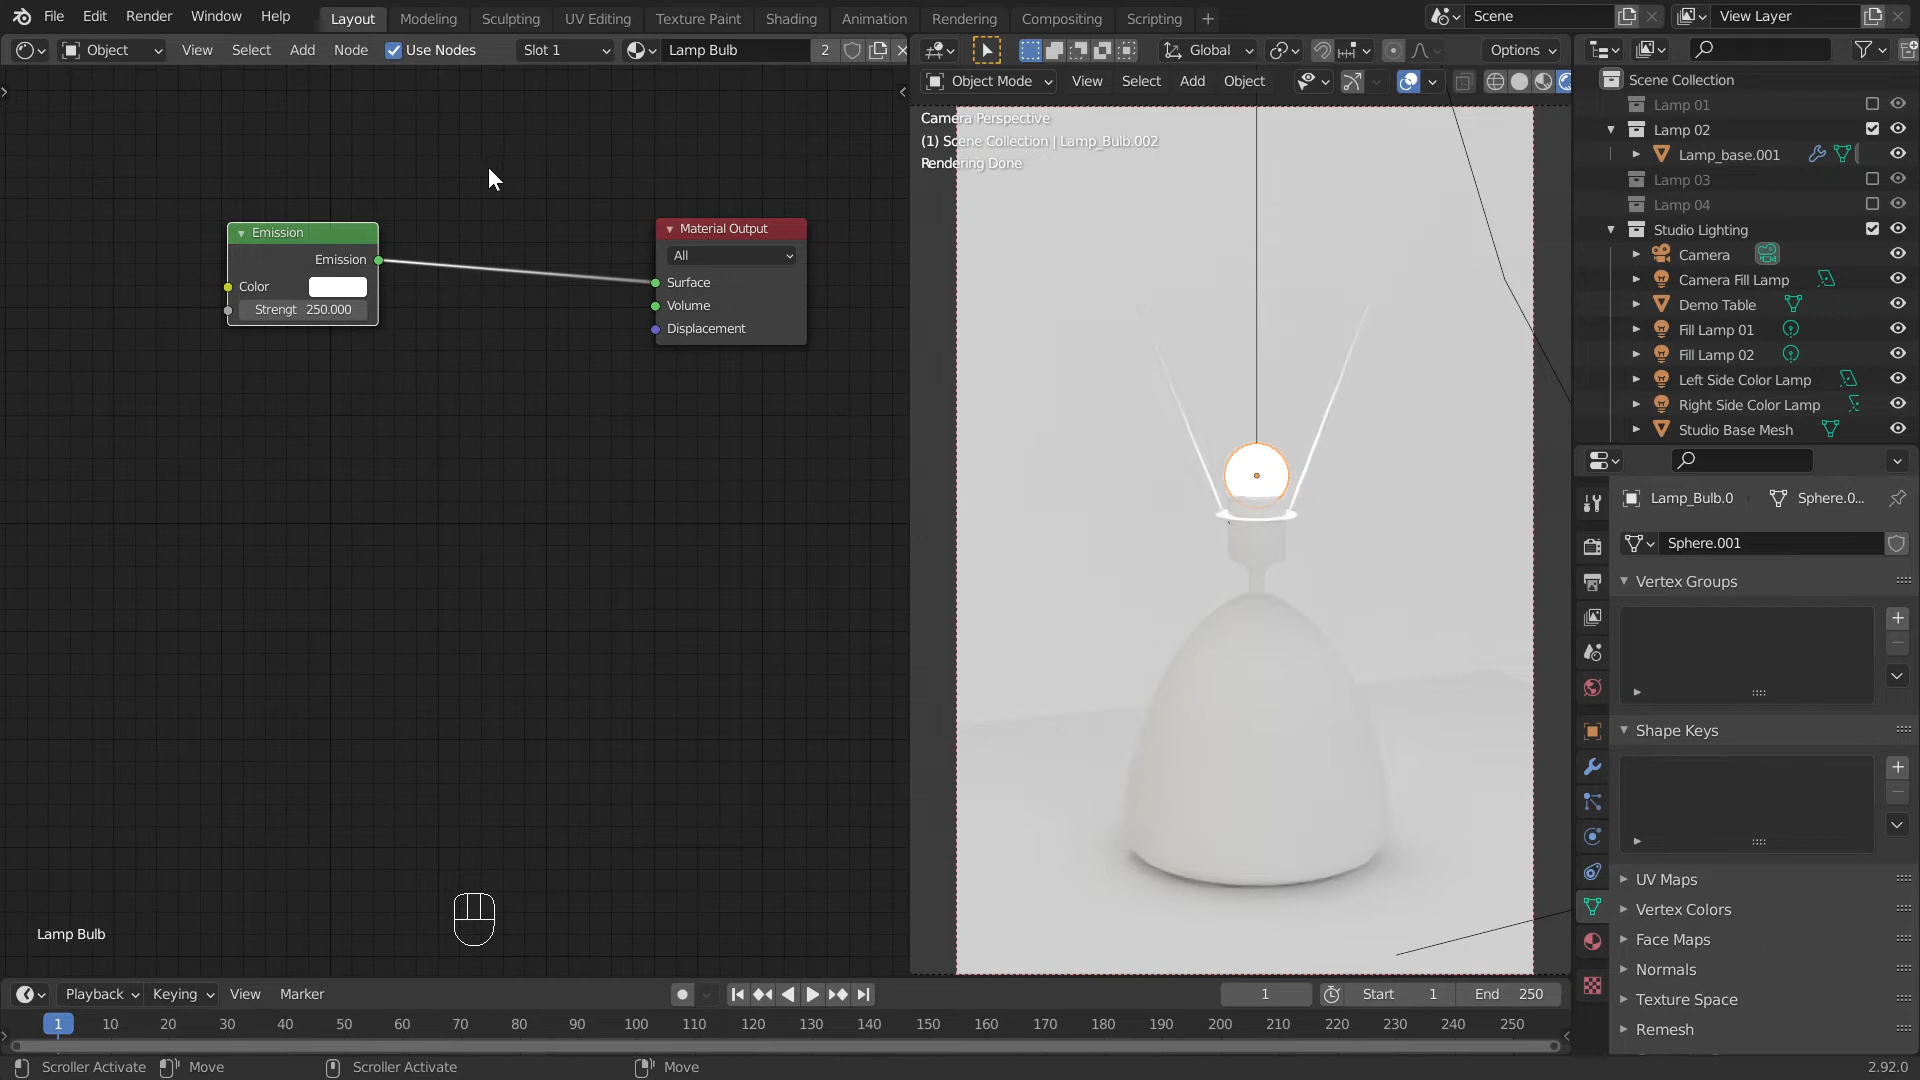 File Edit Render Window Help Layout Modeling Sculpting UV Editing Texture Paint Shading Animation Rendering Compositing Scripting + Scene View Layer
Object View Select Add Node Use Nodes Slot 1 Lamp Bulb 2 Global Options
Object Mode View Select Add Object
Camera Perspective
(1) Scene Collection | Lamp_Bulb.002
Rendering Done
Emission
Emission
Color
Strengt 250.000
Material Output
All
Surface
Volume
Displacement
Lamp Bulb
Scene Collection
Lamp 01
Lamp 02
Lamp_base.001
Lamp 03
Lamp 04
Studio Lighting
Camera
Camera Fill Lamp
Demo Table
Fill Lamp 01
Fill Lamp 02
Left Side Color Lamp
Right Side Color Lamp
Studio Base Mesh
Lamp_Bulb.0 Sphere.0...
Sphere.001
Vertex Groups
Shape Keys
UV Maps
Vertex Colors
Face Maps
Normals
Texture Space
Remesh
Playback Keying View Marker 1 Start 1 End 250
1 10 20 30 40 50 60 70 80 90 100 110 120 130 140 150 160 170 180 190 200 210 220 230 240 250
Scroller Activate Move Scroller Activate Move 2.92.0